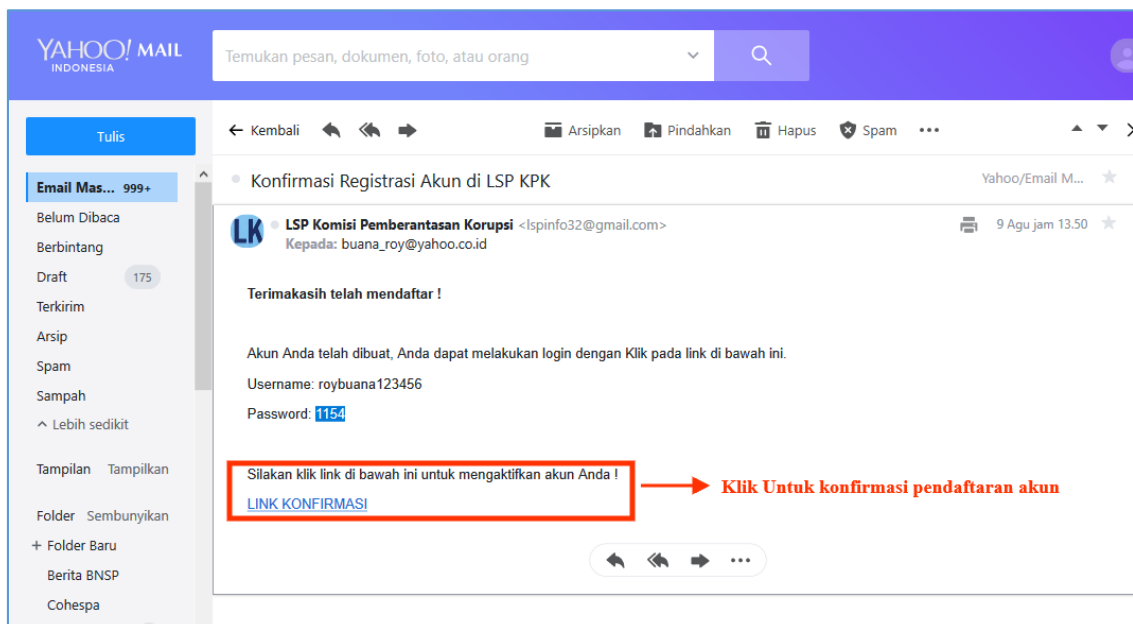 YAHOO! MAIL
INDONESIA
Temukan pesan, dokumen, foto, atau orang
Tulis
Kembali
Arsipkan
Pindahkan
Hapus
Spam
Email Mas... 999+
Belum Dibaca
Berbintang
Draft 175
Terkirim
Arsip
Spam
Sampah
Lebih sedikit
Tampilan Tampilkan
Folder Sembunyikan
+ Folder Baru
Berita BNSP
Cohespa
Konfirmasi Registrasi Akun di LSP KPK
Yahoo/Email M...
LK
LSP Komisi Pemberantasan Korupsi <lspinfo32@gmail.com>
9 Agu jam 13.50
Kepada: buana_roy@yahoo.co.id
Terimakasih telah mendaftar !
Akun Anda telah dibuat, Anda dapat melakukan login dengan Klik pada link di bawah ini.
Username: roybuana123456
Password: 1154
Silakan klik link di bawah ini untuk mengaktifkan akun Anda !
LINK KONFIRMASI
Klik Untuk konfirmasi pendaftaran akun